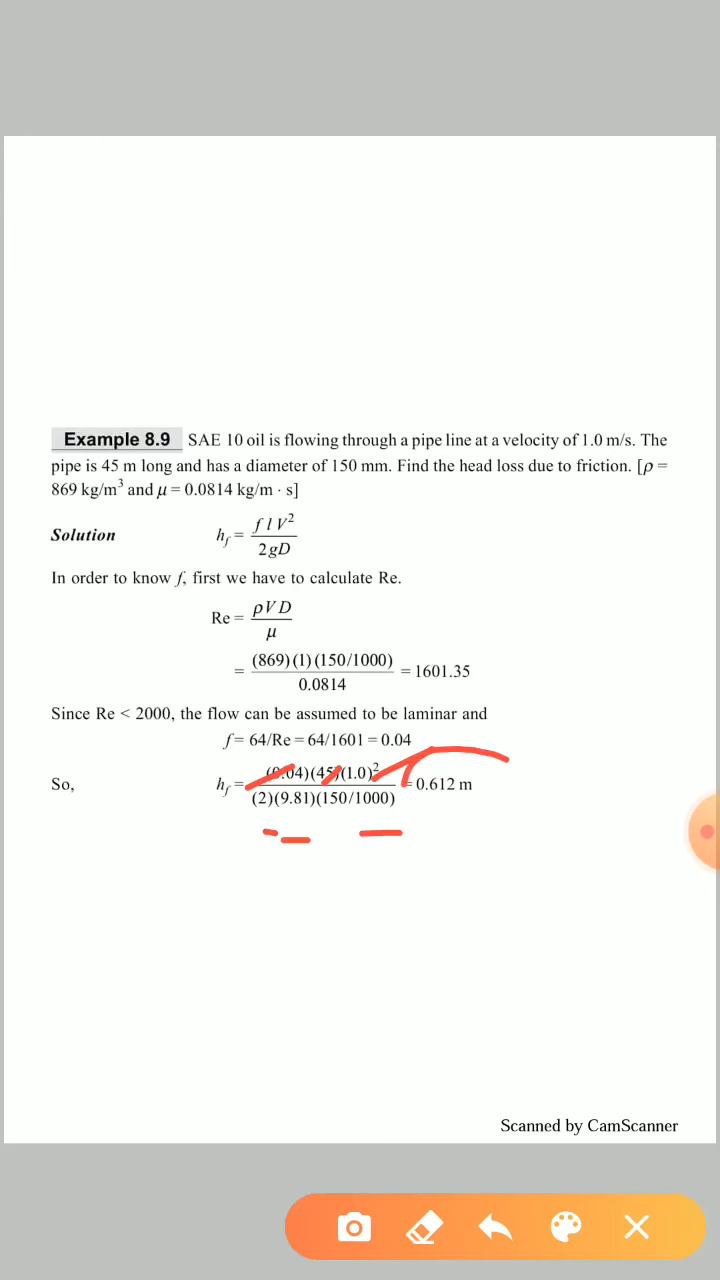 Example 8.9 SAE 10 oil is flowing through a pipe line at a velocity of 1.0 m/s. The
pipe is 45 m long and has a diameter of 150 mm. Find the head loss due to friction. [ρ =
869 kg/m³ and μ = 0.0814 kg/m · s]
Solution h_f = f l V² / 2gD
In order to know f, first we have to calculate Re.
Re = ρVD / μ
= (869)(1)(150/1000) / 0.0814 = 1601.35
Since Re < 2000, the flow can be assumed to be laminar and
f = 64/Re = 64/1601 = 0.04
So, h_f = (0.04)(45)(1.0)² / (2)(9.81)(150/1000) = 0.612 m
Scanned by CamScanner